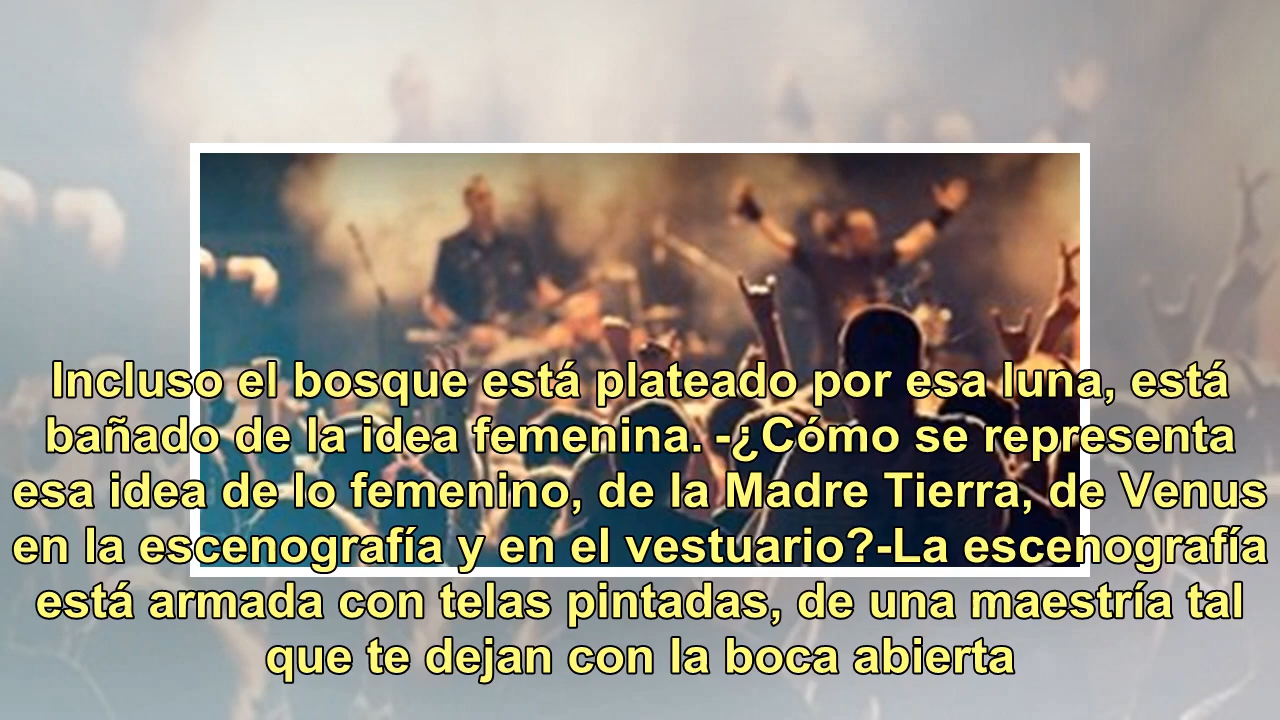 Incluso el bosque está plateado por esa luna, está
bañado de la idea femenina. -¿Cómo se representa
esa idea de lo femenino, de la Madre Tierra, de Venus
en la escenografía y en el vestuario?-La escenografía
está armada con telas pintadas, de una maestría tal
que te dejan con la boca abierta